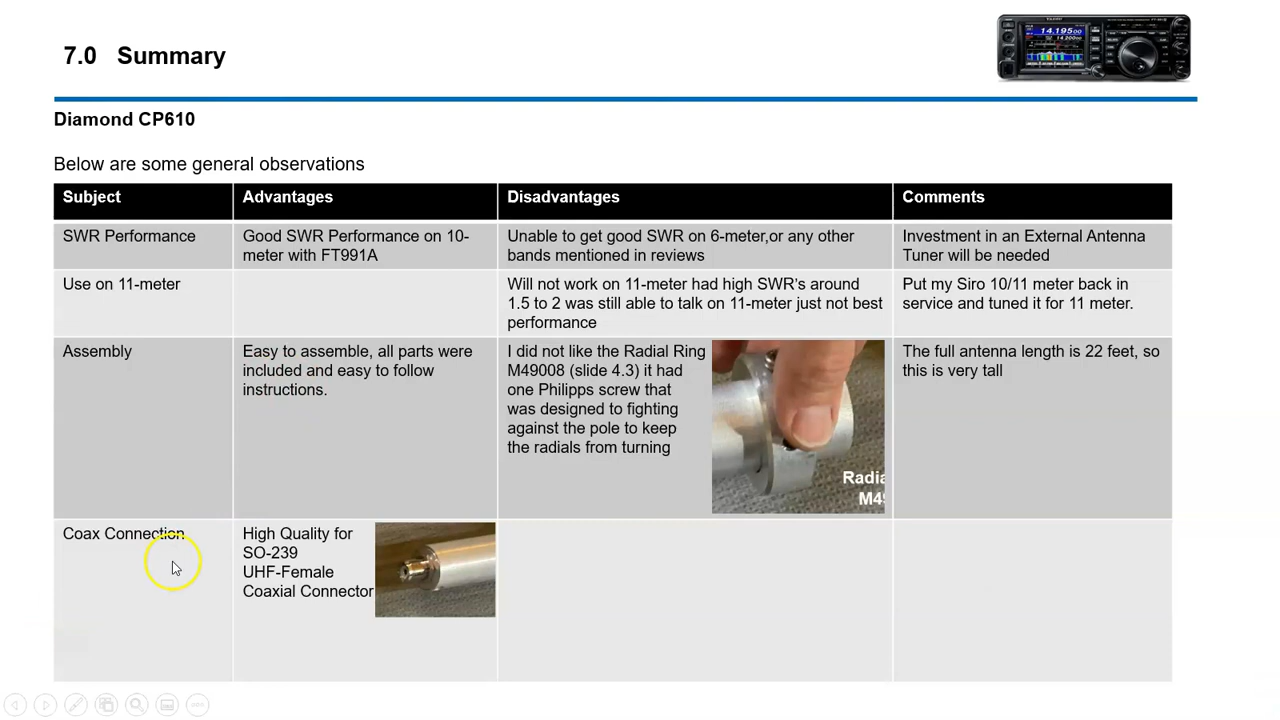 7.0 Summary
14.195.00
14.200.00
Diamond CP610
Below are some general observations
Subject
Advantages
Disadvantages
Comments
SWR Performance
Good SWR Performance on 10-
meter with FT991A
Unable to get good SWR on 6-meter,or any other
bands mentioned in reviews
Investment in an External Antenna
Tuner will be needed
Use on 11-meter
Will not work on 11-meter had high SWR's around
1.5 to 2 was still able to talk on 11-meter just not best
performance
Put my Siro 10/11 meter back in
service and tuned it for 11 meter.
Assembly
Easy to assemble, all parts were
included and easy to follow
instructions.
I did not like the Radial Ring
M49008 (slide 4.3) it had
one Philipps screw that
was designed to fighting
against the pole to keep
the radials from turning
Radia
M49
The full antenna length is 22 feet, so
this is very tall
Coax Connection
High Quality for
SO-239
UHF-Female
Coaxial Connector